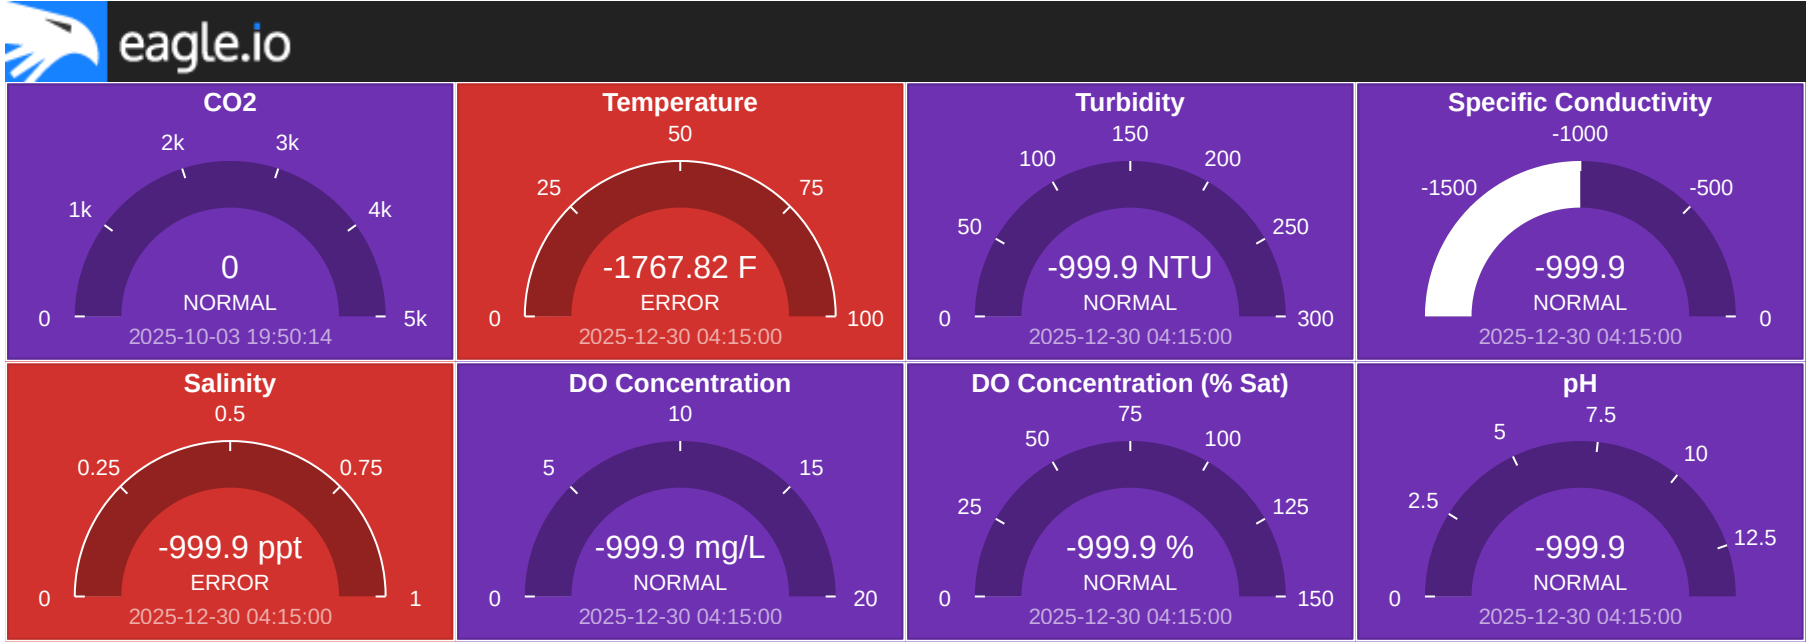 eagle.io
CO2
2k
3k
1k
4k
0
NORMAL
0
5k
2025-10-03 19:50:14
Temperature
50
25
75
-1767.82 F
ERROR
0
100
2025-12-30 04:15:00
Turbidity
150
100
200
50
250
-999.9 NTU
NORMAL
0
300
2025-12-30 04:15:00
Specific Conductivity
-1000
-1500
-500
-999.9
NORMAL
0
2025-12-30 04:15:00
Salinity
0.5
0.25
0.75
-999.9 ppt
ERROR
0
1
2025-12-30 04:15:00
DO Concentration
10
5
15
-999.9 mg/L
NORMAL
0
20
2025-12-30 04:15:00
DO Concentration (% Sat)
75
50
100
25
125
-999.9 %
NORMAL
0
150
2025-12-30 04:15:00
pH
7.5
5
10
2.5
12.5
-999.9
NORMAL
0
2025-12-30 04:15:00